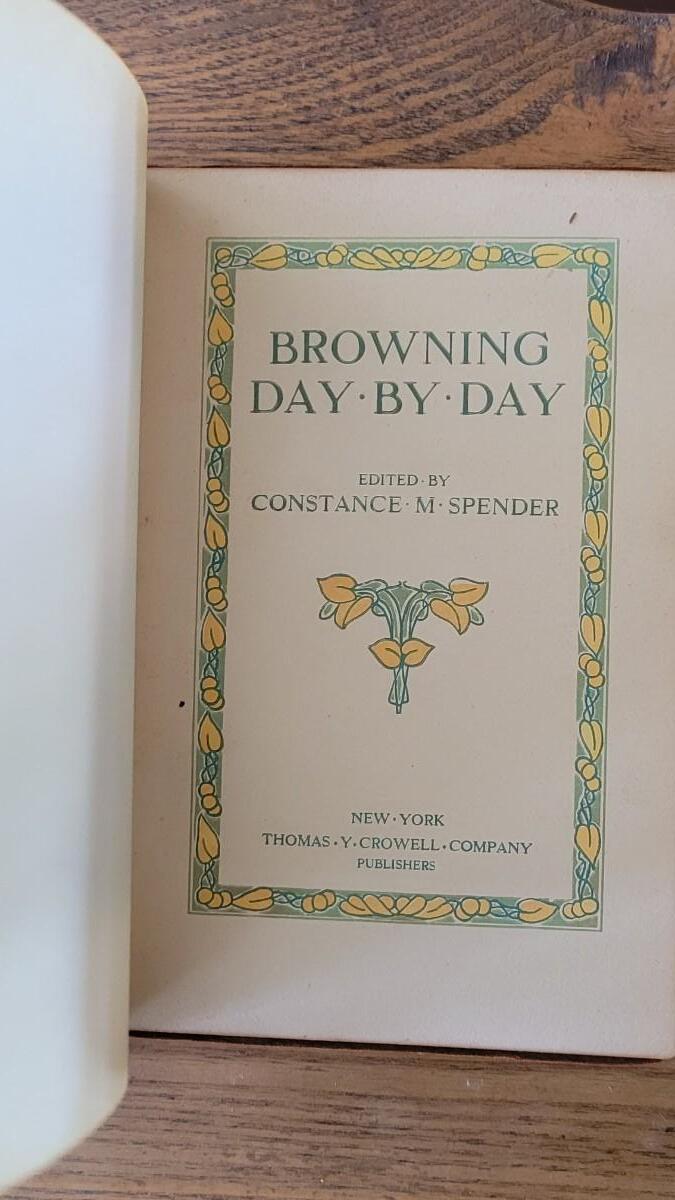 BROWNING
DAY·BY·DAY
EDITED·BY
CONSTANCE·M·SPENDER
NEW·YORK
THOMAS·Y·CROWELL·COMPANY
PUBLISHERS